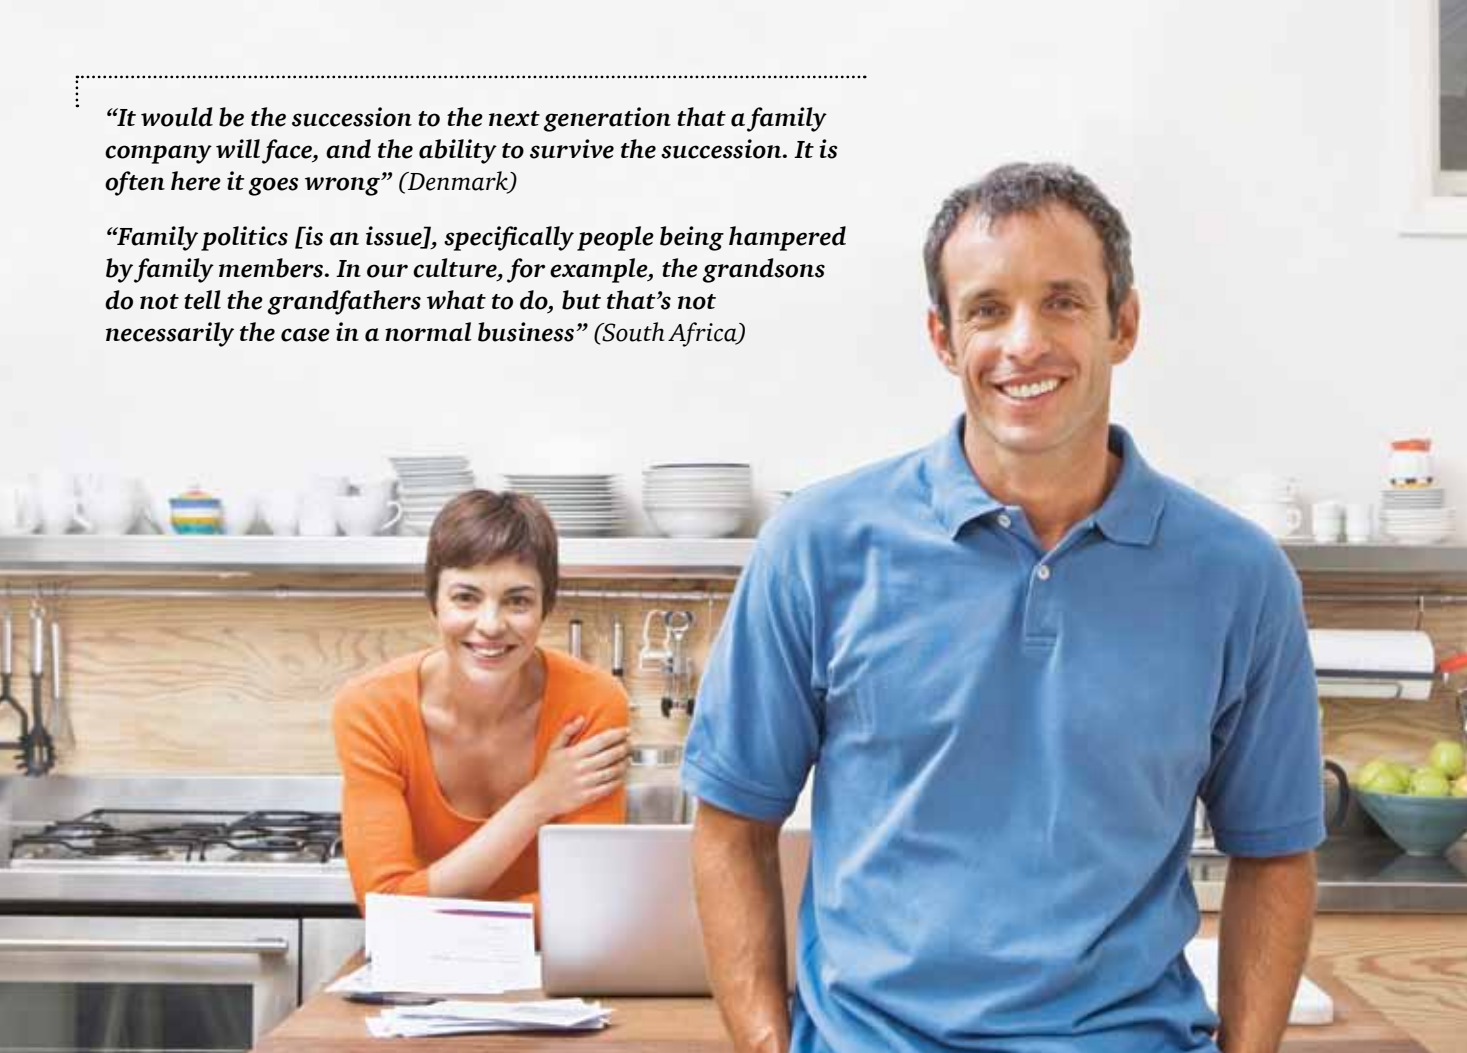 “It would be the succession to the next generation that a family
company will face, and the ability to survive the succession. It is
often here it goes wrong” (Denmark)
“Family politics [is an issue], specifically people being hampered
by family members. In our culture, for example, the grandsons
do not tell the grandfathers what to do, but that’s not
necessarily the case in a normal business” (South Africa)